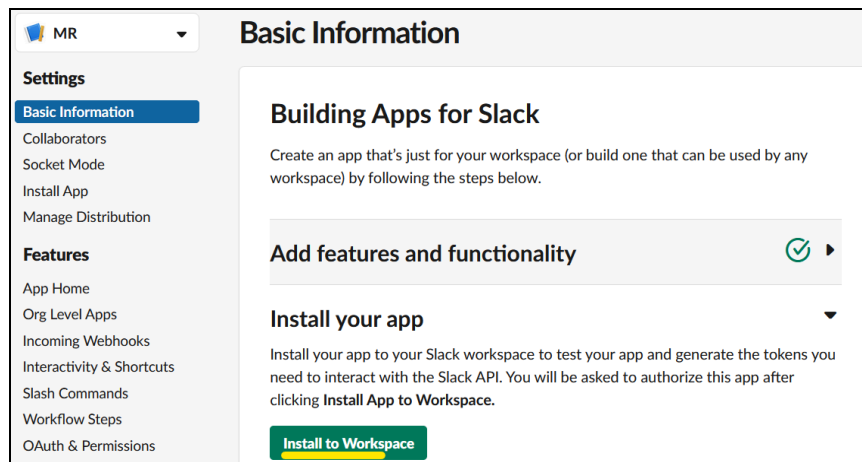 MR
Basic Information
Settings
Basic Information
Collaborators
Socket Mode
Install App
Manage Distribution
Features
App Home
Org Level Apps
Incoming Webhooks
Interactivity & Shortcuts
Slash Commands
Workflow Steps
OAuth & Permissions
Building Apps for Slack
Create an app that’s just for your workspace (or build one that can be used by any
workspace) by following the steps below.
Add features and functionality
Install your app
Install your app to your Slack workspace to test your app and generate the tokens you
need to interact with the Slack API. You will be asked to authorize this app after
clicking Install App to Workspace.
Install to Workspace